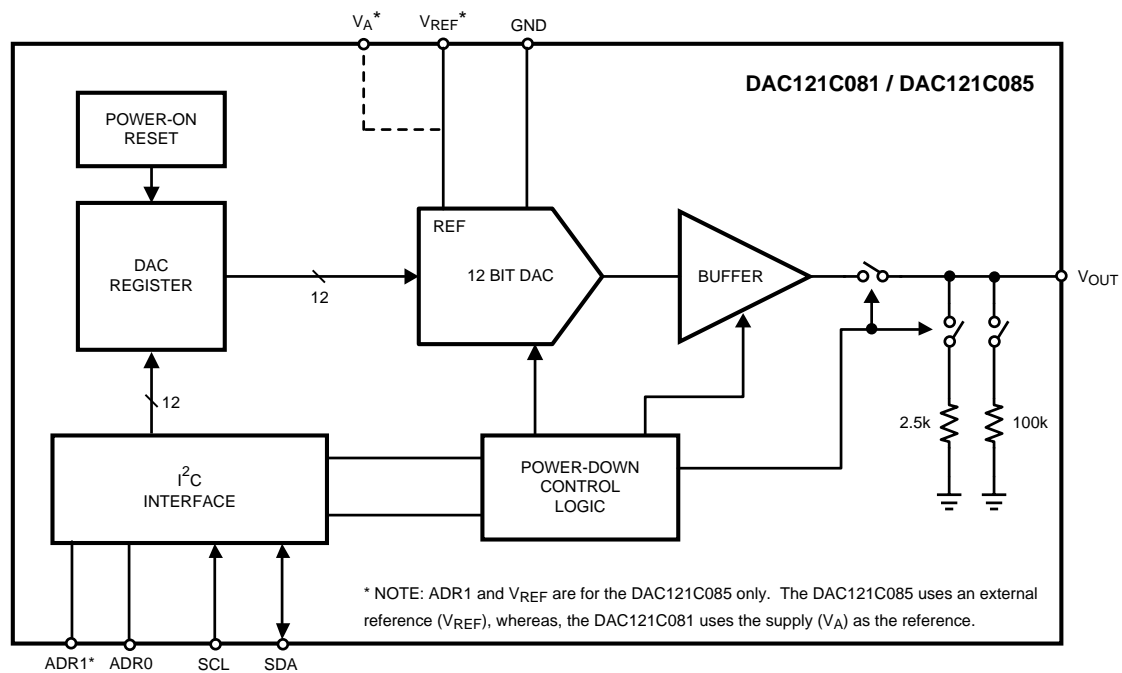 VA* VREF* GND
DAC121C081 / DAC121C085
POWER-ON
RESET
REF
DAC
REGISTER
12
12 BIT DAC
BUFFER
VOUT
12
2.5k
100k
I2C
INTERFACE
POWER-DOWN
CONTROL
LOGIC
* NOTE: ADR1 and VREF are for the DAC121C085 only. The DAC121C085 uses an external
reference (VREF), whereas, the DAC121C081 uses the supply (VA) as the reference.
ADR1* ADR0 SCL SDA